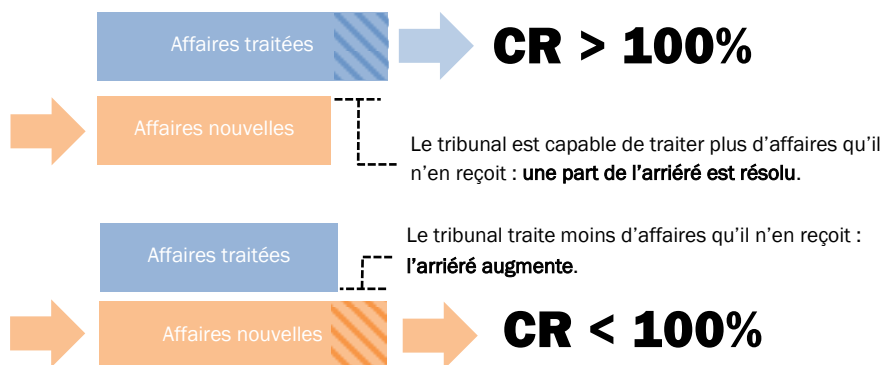 Affaires traitées
CR > 100%
Affaires nouvelles
Le tribunal est capable de traiter plus d’affaires qu’il
n’en reçoit : une part de l’arriéré est résolu.
Affaires traitées
Le tribunal traite moins d’affaires qu’il n’en reçoit :
l’arriéré augmente.
Affaires nouvelles
CR < 100%